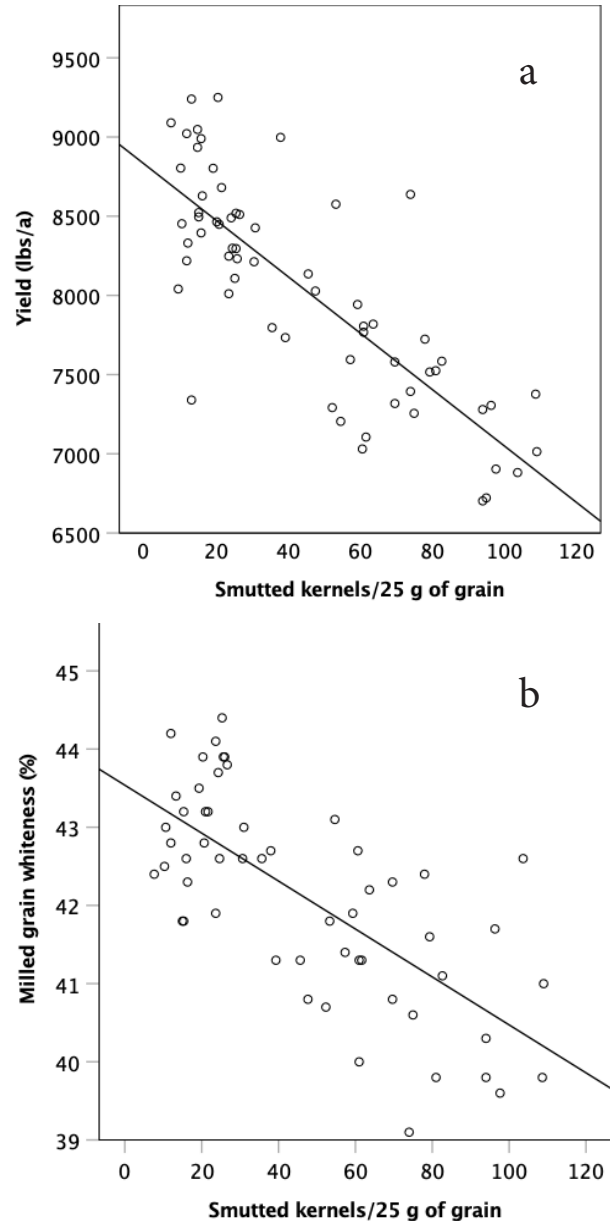 a
9500
9000
8500
8000
7500
7000
6500
Yield (lbs/a)
0 20 40 60 80 100 120
Smutted kernels/25 g of grain
b
45
44
43
42
41
40
39
Milled grain whiteness (%)
0 20 40 60 80 100 120
Smutted kernels/25 g of grain